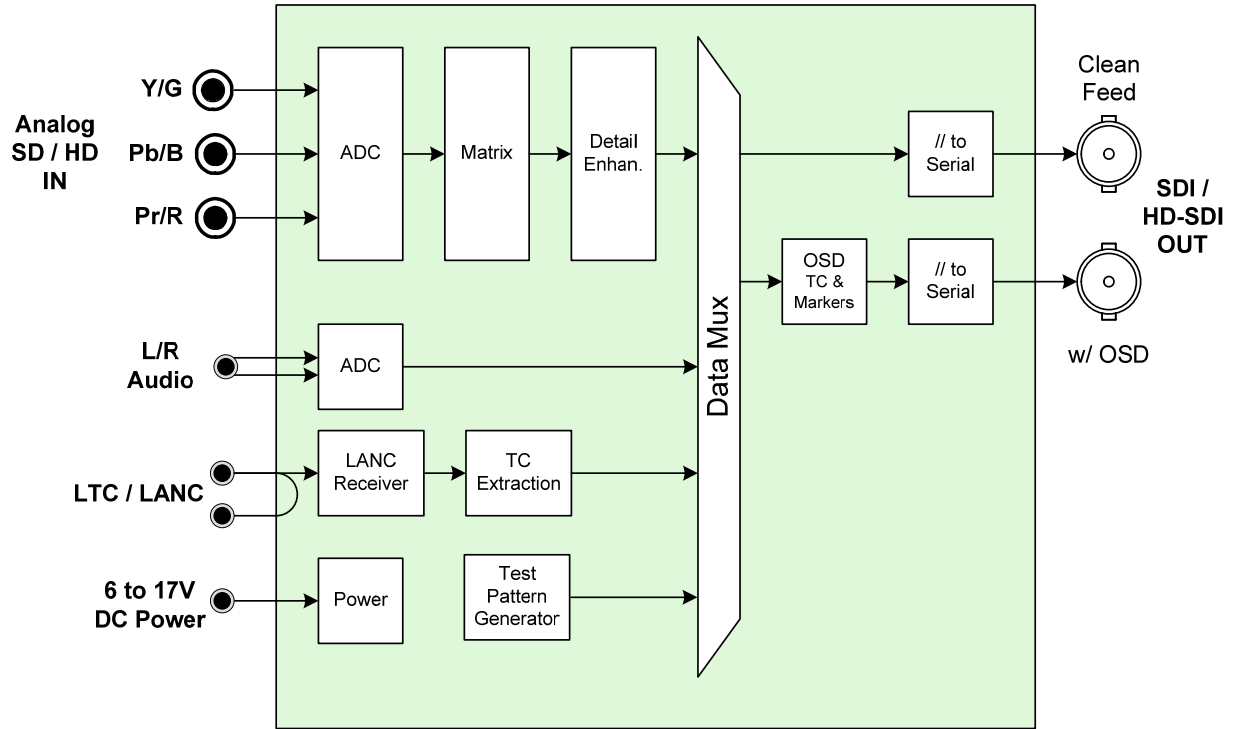 Analog
SD / HD
IN
Y/G
Pb/B
Pr/R
ADC
Matrix
Detail
Enhan.
L/R
Audio
ADC
LTC / LANC
LANC
Receiver
TC
Extraction
6 to 17V
DC Power
Power
Test
Pattern
Generator
Data Mux
// to
Serial
OSD
TC &
Markers
// to
Serial
Clean
Feed
SDI /
HD-SDI
OUT
w/ OSD